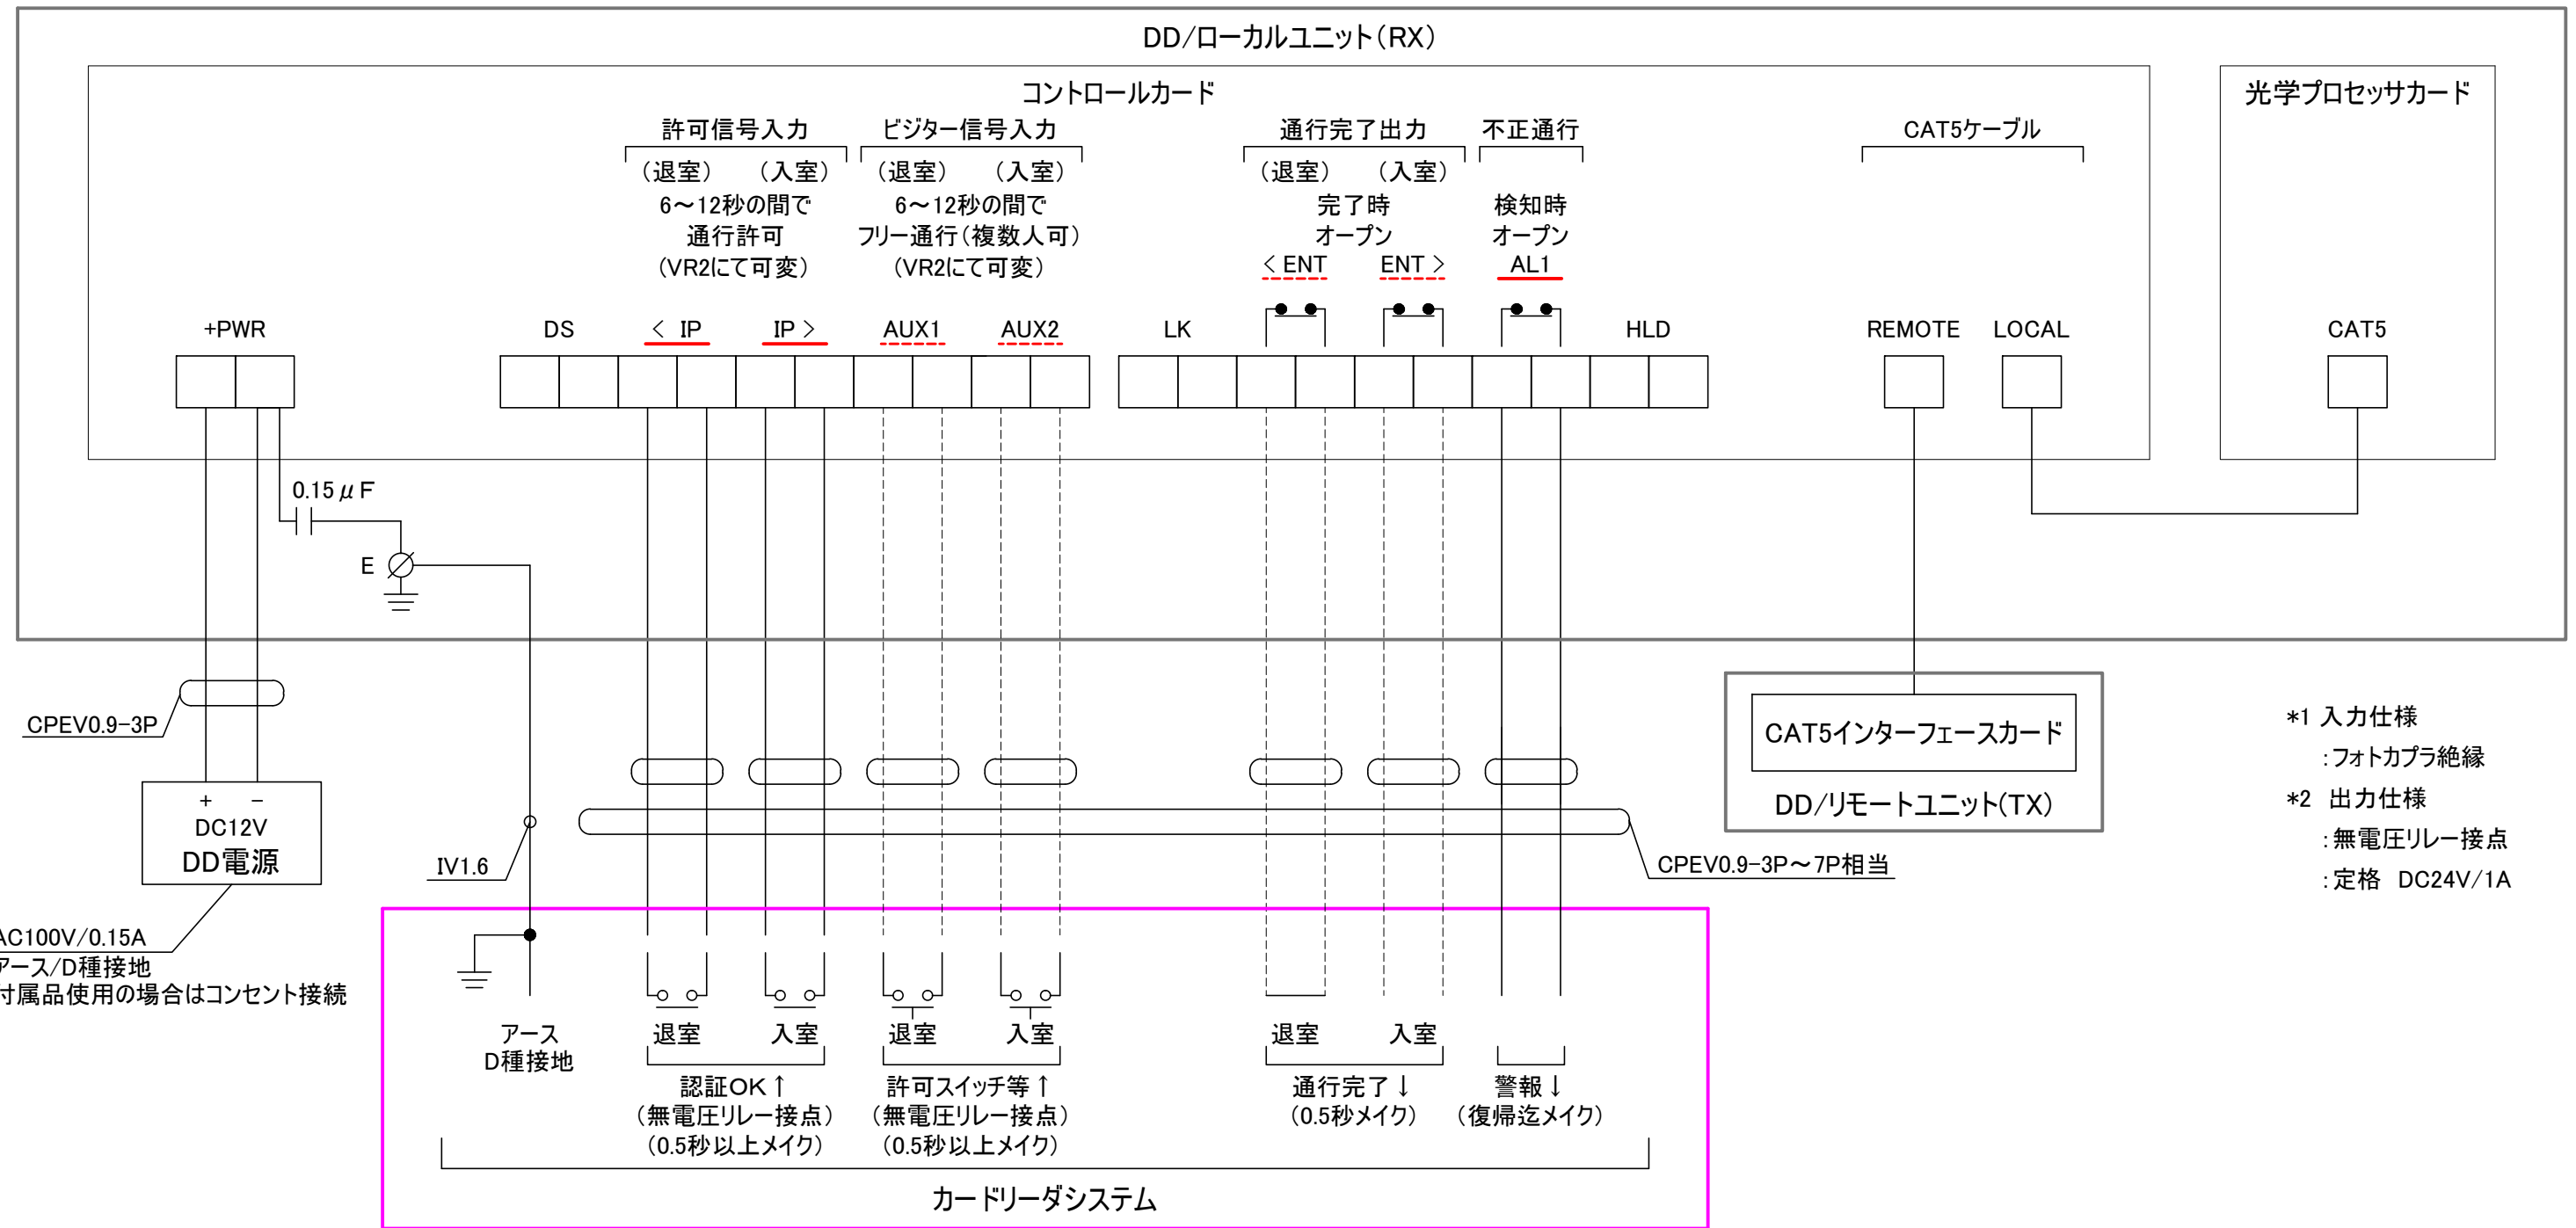 DD/ローカルユニット(RX)
コントロールカード
光学プロセッサカード
許可信号入力
(退室) (入室)
6～12秒の間で
通行許可
(VR2にて可変)
ビジター信号入力
(退室) (入室)
6～12秒の間で
フリー通行(複数人可)
(VR2にて可変)
通行完了出力
(退室) (入室)
完了時
オープン
< ENT ENT >
不正通行
検知時
オープン
AL1
CAT5ケーブル
+PWR DS < IP IP > AUX1 AUX2 LK HLD REMOTE LOCAL CAT5
0.15μF
E
CPEV0.9-3P
+ -
DC12V
DD電源
AC100V/0.15A
アース/D種接地
付属品使用の場合はコンセント接続
IV1.6
CPEV0.9-3P～7P相当
CAT5インターフェースカード
DD/リモートユニット(TX)
*1 入力仕様
:フォトカプラ絶縁
*2 出力仕様
:無電圧リレー接点
:定格 DC24V/1A
アース
D種接地
退室 入室
認証OK↑
(無電圧リレー接点)
(0.5秒以上メイク)
退室 入室
許可スイッチ等↑
(無電圧リレー接点)
(0.5秒以上メイク)
退室 入室
通行完了↓
(0.5秒メイク)
警報↓
(復帰迄メイク)
カードリーダシステム